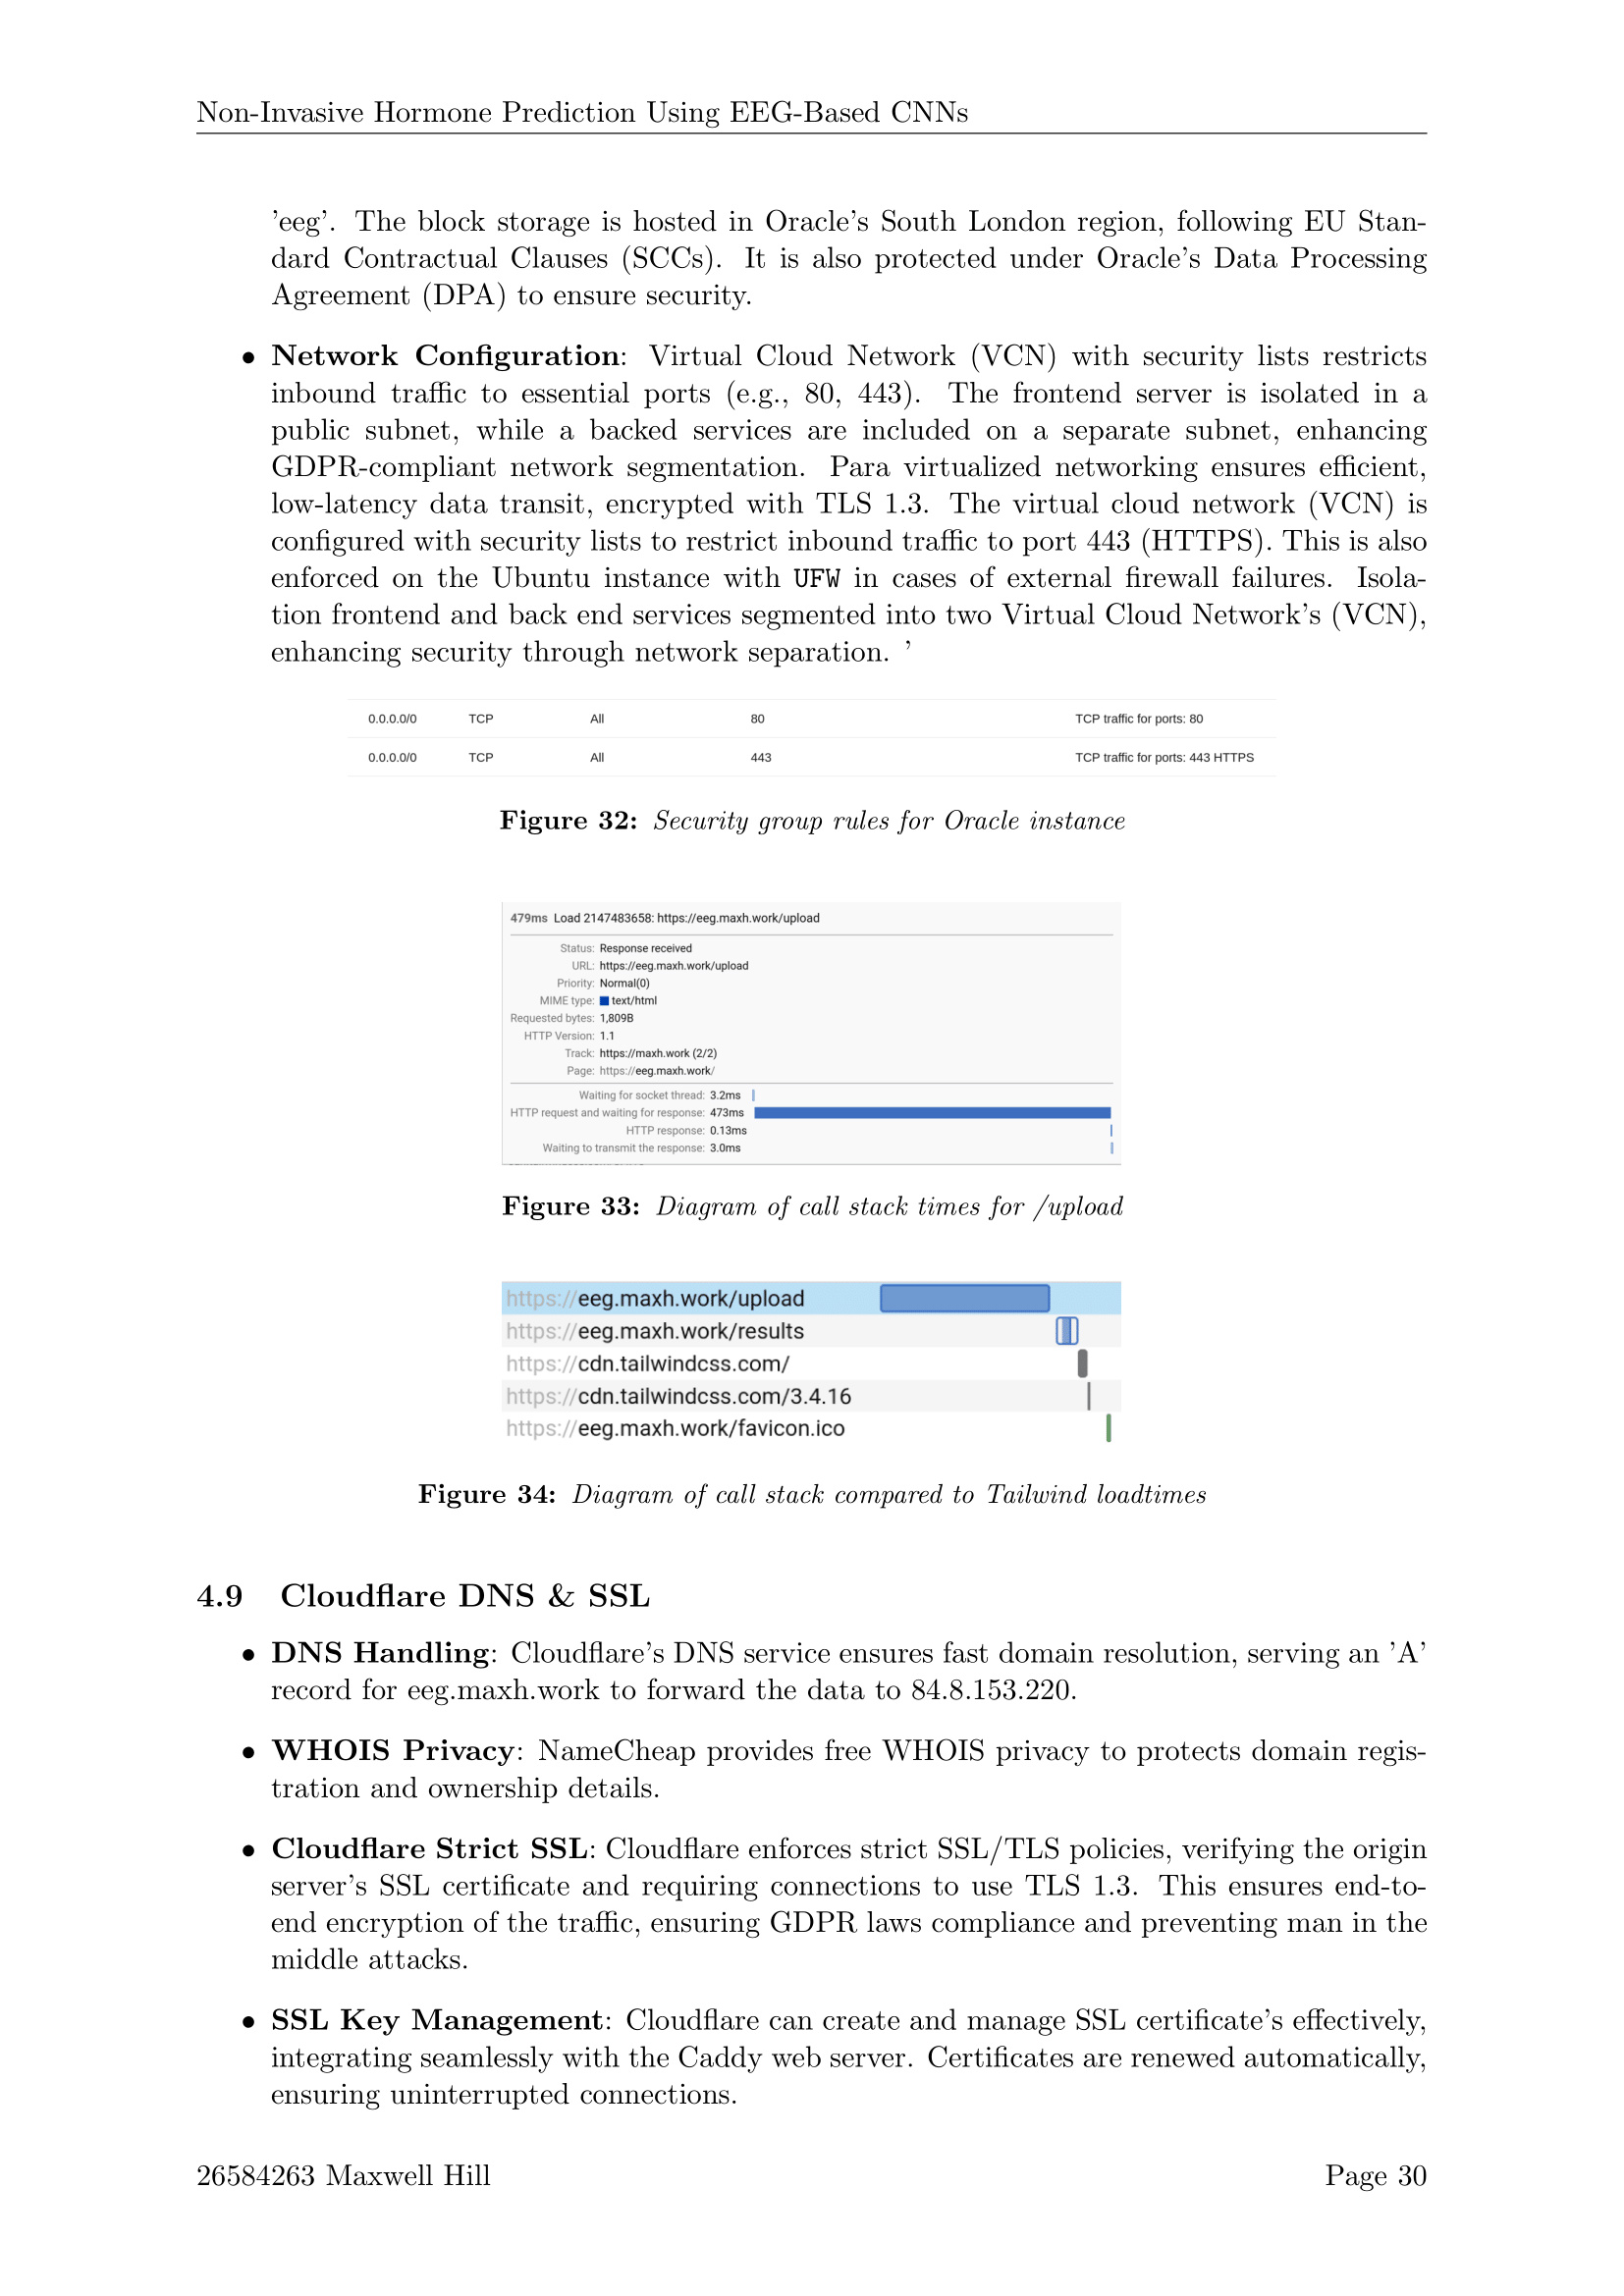 Non-Invasive Hormone Prediction Using EEG-Based CNNs
’eeg’. The block storage is hosted in Oracle’s South London region, following EU Stan-
dard Contractual Clauses (SCCs). It is also protected under Oracle’s Data Processing
Agreement (DPA) to ensure security.
• Network Configuration: Virtual Cloud Network (VCN) with security lists restricts
inbound traffic to essential ports (e.g., 80, 443). The frontend server is isolated in a
public subnet, while a backed services are included on a separate subnet, enhancing
GDPR-compliant network segmentation. Para virtualized networking ensures efficient,
low-latency data transit, encrypted with TLS 1.3. The virtual cloud network (VCN) is
configured with security lists to restrict inbound traffic to port 443 (HTTPS). This is also
enforced on the Ubuntu instance with UFW in cases of external firewall failures. Isola-
tion frontend and back end services segmented into two Virtual Cloud Network’s (VCN),
enhancing security through network separation. ’
0.0.0.0/0 TCP All 80 TCP traffic for ports: 80
0.0.0.0/0 TCP All 443 TCP traffic for ports: 443 HTTPS
Figure 32: Security group rules for Oracle instance
479ms Load 2147483658: https://eeg.maxh.work/upload
Status: Response received
URL: https://eeg.maxh.work/upload
Priority: Normal(0)
MIME type: text/html
Requested bytes: 1,809B
HTTP Version: 1.1
Track: https://maxh.work (2/2)
Page: https://eeg.maxh.work/
Waiting for socket thread: 3.2ms
HTTP request and waiting for response: 473ms
HTTP response: 0.13ms
Waiting to transmit the response: 3.0ms
Figure 33: Diagram of call stack times for /upload
https://eeg.maxh.work/upload
https://eeg.maxh.work/results
https://cdn.tailwindcss.com/
https://cdn.tailwindcss.com/3.4.16
https://eeg.maxh.work/favicon.ico
Figure 34: Diagram of call stack compared to Tailwind loadtimes
4.9 Cloudflare DNS & SSL
• DNS Handling: Cloudflare’s DNS service ensures fast domain resolution, serving an ’A’
record for eeg.maxh.work to forward the data to 84.8.153.220.
• WHOIS Privacy: NameCheap provides free WHOIS privacy to protects domain regis-
tration and ownership details.
• Cloudflare Strict SSL: Cloudflare enforces strict SSL/TLS policies, verifying the origin
server’s SSL certificate and requiring connections to use TLS 1.3. This ensures end-to-
end encryption of the traffic, ensuring GDPR laws compliance and preventing man in the
middle attacks.
• SSL Key Management: Cloudflare can create and manage SSL certificate’s effectively,
integrating seamlessly with the Caddy web server. Certificates are renewed automatically,
ensuring uninterrupted connections.
26584263 Maxwell Hill Page 30